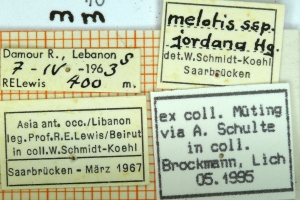 10
mm
Damour R., Lebanon
7-IV-1963
RELewis 400 m.
melotis ssp.
jordana Hg.
det.W.Schmidt-Koehl
Saarbrücken
Asia ant. occ./Libanon
leg.Prof.R.E.Lewis/Beirut
in coll.W.Schmidt-Koehl
Saarbrücken - März 1967
ex coll. Müting
via A. Schulte
in coll.
Brockmann, Lich
05.1995